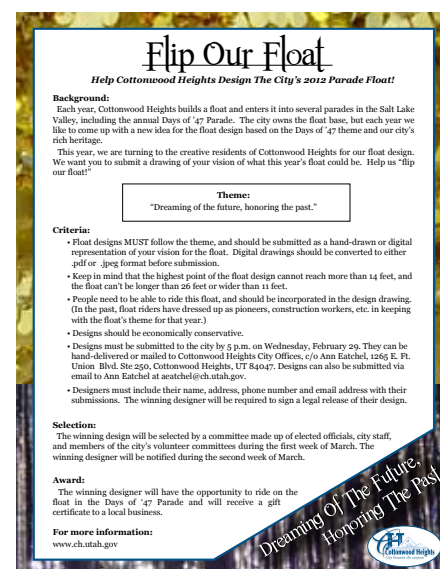 Flip Our Float
Help Cottonwood Heights Design The City's 2012 Parade Float!
Background:
Each year, Cottonwood Heights builds a float and enters it into several parades in the Salt Lake
Valley, including the annual Days of '47 Parade. The city owns the float base, but each year we
like to come up with a new idea for the float design based on the Days of '47 theme and our city's
rich heritage.
This year, we are turning to the creative residents of Cottonwood Heights for our float design.
We want you to submit a drawing of your vision of what this year's float could be. Help us "flip
our float!"
Theme:
"Dreaming of the future, honoring the past."
Criteria:
• Float designs MUST follow the theme, and should be submitted as a hand-drawn or digital
representation of your vision for the float. Digital drawings should be converted to either
.pdf or .jpeg format before submission.
• Keep in mind that the highest point of the float design cannot reach more than 14 feet, and
the float can't be longer than 26 feet or wider than 11 feet.
• People need to be able to ride this float, and should be incorporated in the design drawing.
(In the past, float riders have dressed up as pioneers, construction workers, etc. in keeping
with the float's theme for that year.)
• Designs should be economically conservative.
• Designs must be submitted to the city by 5 p.m. on Wednesday, February 29. They can be
hand-delivered or mailed to Cottonwood Heights City Offices, c/o Ann Eatchel, 1265 E. Ft.
Union Blvd. Ste 250, Cottonwood Heights, UT 84047. Designs can also be submitted via
email to Ann Eatchel at aeatchel@ch.utah.gov.
• Designers must include their name, address, phone number and email address with their
submissions. The winning designer will be required to sign a legal release of their design.
Selection:
The winning design will be selected by a committee made up of elected officials, city staff,
and members of the city's volunteer committees during the first week of March. The
winning designer will be notified during the second week of March.
Award:
The winning designer will have the opportunity to ride on the
float in the Days of '47 Parade and will receive a gift
certificate to a local business.
For more information:
www.ch.utah.gov
Dreaming Of The Future,
Honoring The Past
CH
Cottonwood Heights